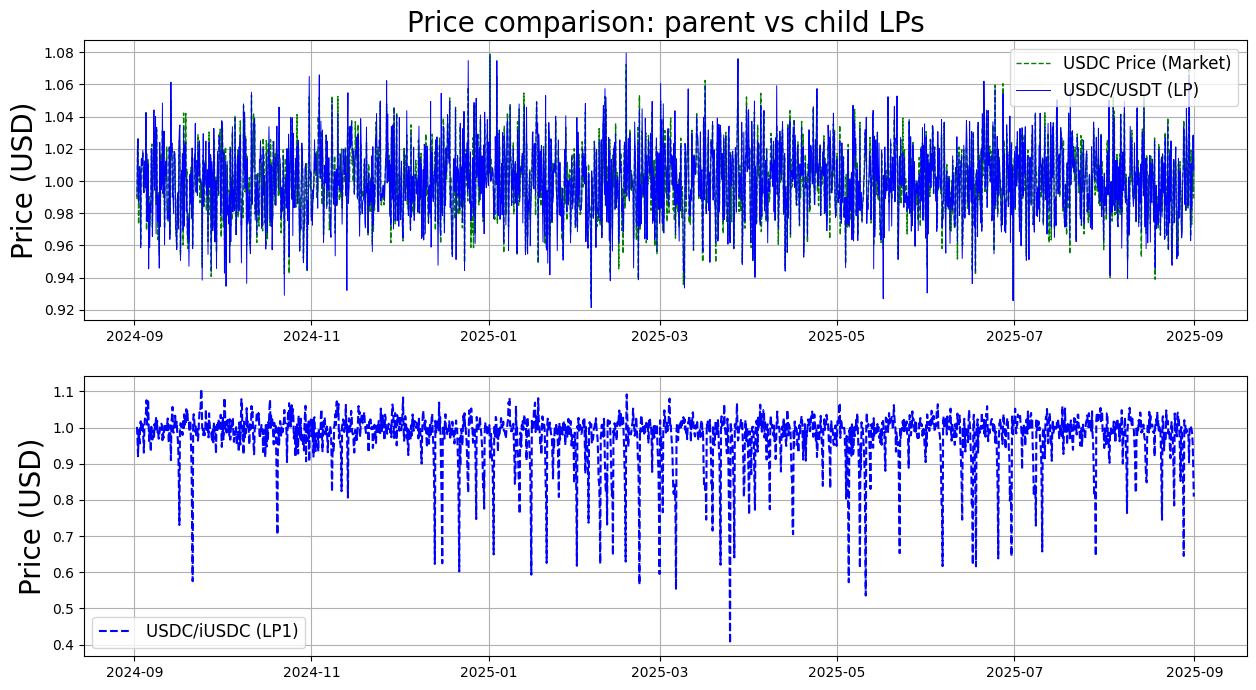 Price comparison: parent vs child LPs
Price (USD)
1.08
1.06
1.04
1.02
1.00
0.98
0.96
0.94
0.92
USDC Price (Market)
USDC/USDT (LP)
2024-09 2024-11 2025-01 2025-03 2025-05 2025-07 2025-09
Price (USD)
1.1
1.0
0.9
0.8
0.7
0.6
0.5
0.4
USDC/iUSDC (LP1)
2024-09 2024-11 2025-01 2025-03 2025-05 2025-07 2025-09